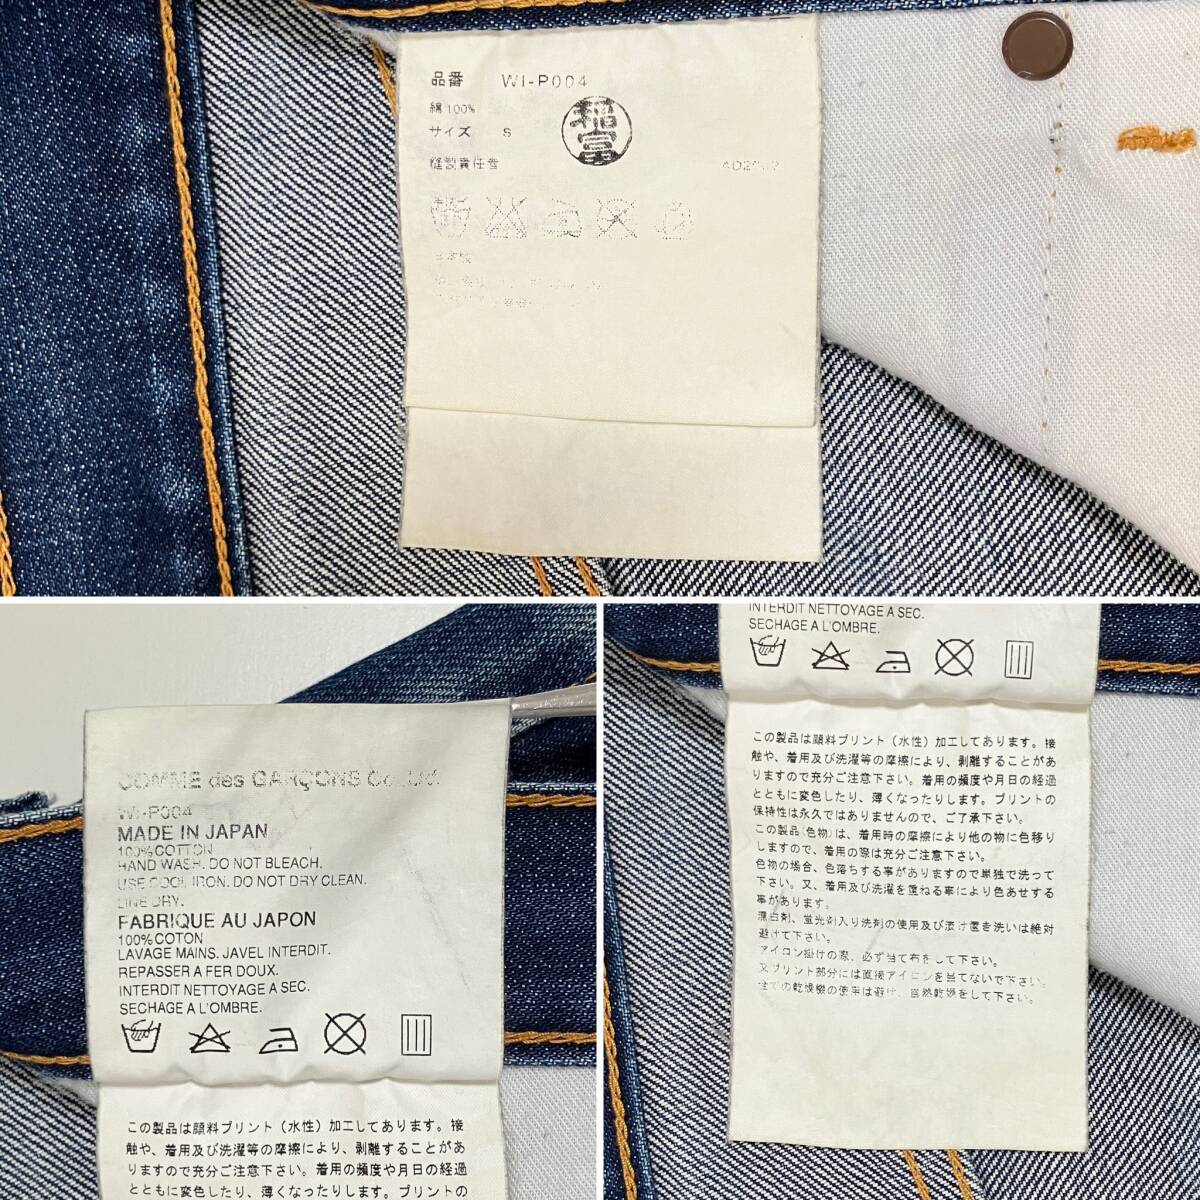 品番 WI-P004
綿100%
サイズ S
稲富
縫製責任者
日本製
COMME des GARÇONS Co.,Ltd.
WI-P004
MADE IN JAPAN
100%COTTON
HAND WASH. DO NOT BLEACH.
USE COOL IRON. DO NOT DRY CLEAN.
LINE DRY.
FABRIQUE AU JAPON
100%COTON
LAVAGE MAINS. JAVEL INTERDIT.
REPASSER A FER DOUX.
INTERDIT NETTOYAGE A SEC.
SECHAGE A L'OMBRE.
この製品は顔料プリント（水性）加工してあります。接
触や、着用及び洗濯等の摩擦により、剥離することがあ
りますので充分ご注意下さい。着用の頻度や月日の経過
とともに変色したり、薄くなったりします。プリントの
INTERDIT NETTOYAGE A SEC.
SECHAGE A L'OMBRE.
この製品は顔料プリント（水性）加工してあります。接
触や、着用及び洗濯等の摩擦により、剥離することがあ
りますので充分ご注意下さい。着用の頻度や月日の経過
とともに変色したり、薄くなったりします。プリントの
保持性は永久ではありませんので、ご了承下さい。
この製品（色物）は、着用時の摩擦により他の物に色移り
しますので、着用の際は充分ご注意下さい。
色物の場合、色落ちする事がありますので単独で洗って
下さい。又、着用及び洗濯を重ねる事により色あせする
事があります。
漂白剤、蛍光剤入り洗剤の使用及び漬け置き洗いは絶対
避けて下さい。
アイロン掛けの際、必ず当て布をして下さい。
又プリント部分には直接アイロンを当てないで下さい。
全ての乾燥機の使用は避け、自然乾燥をして下さい。